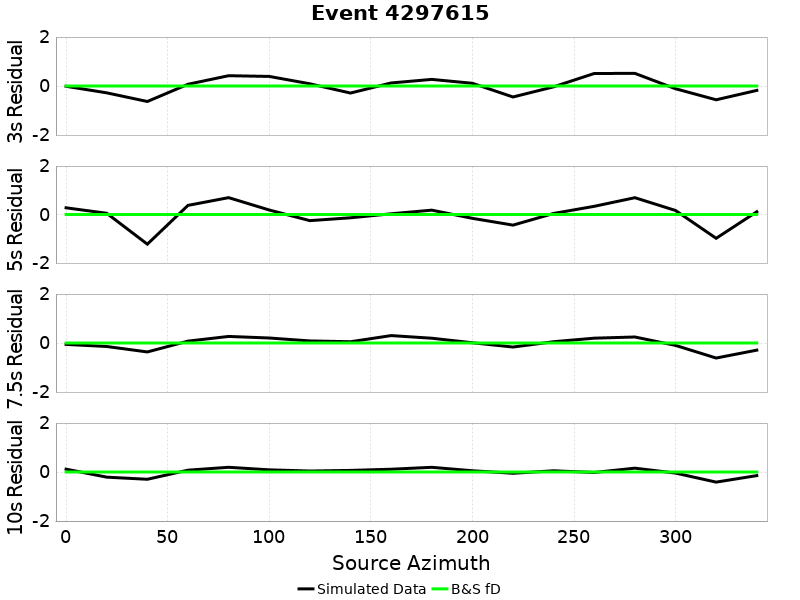 Event 4297615
3s Residual
2
0
-2
5s Residual
2
0
-2
7.5s Residual
2
0
-2
10s Residual
2
0
-2
0 50 100 150 200 250 300
Source Azimuth
Simulated Data B&S fD